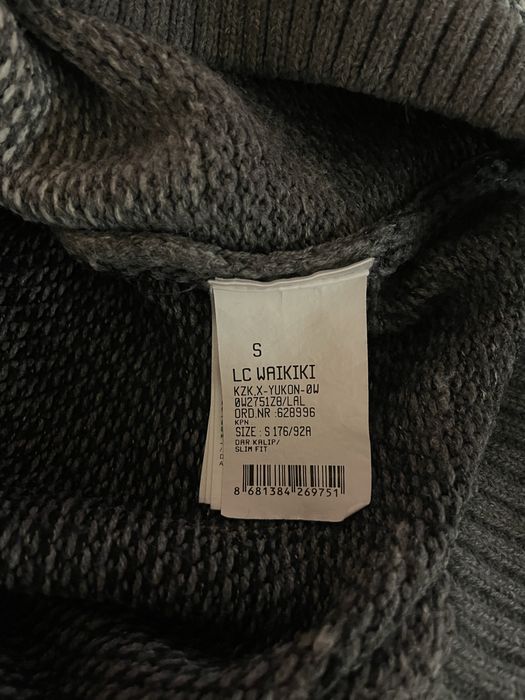 S
LC WAIKIKI
KZK,X-YUKON-0W
0W2751Z8/LAL
ORD.NR :628996
KPN
SIZE : S 176/92A
DAR KALIP/
SLIM FIT
8 681384 269751